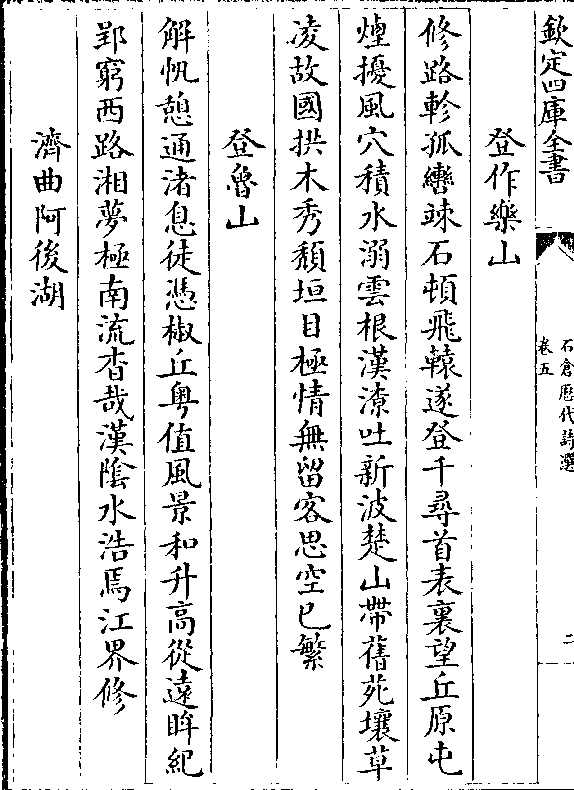 欽定四庫全書
石倉歷代詩選
卷五
二
登作樂山
修路軫孤轡竦石頓飛轅遂登千尋首表裏望丘原屯
煙擾風穴積水溺雲根漢潦吐新波楚山帶舊苑壤草
凌故國拱木秀頹垣目極情無留客思空已繁
登魯山
解帆憩通渚息徒憑椒丘粤值風景和升高從遠眸紀
郢窮西路湘夢極南流杳哉漢陰水浩焉江界修
濟曲阿後湖